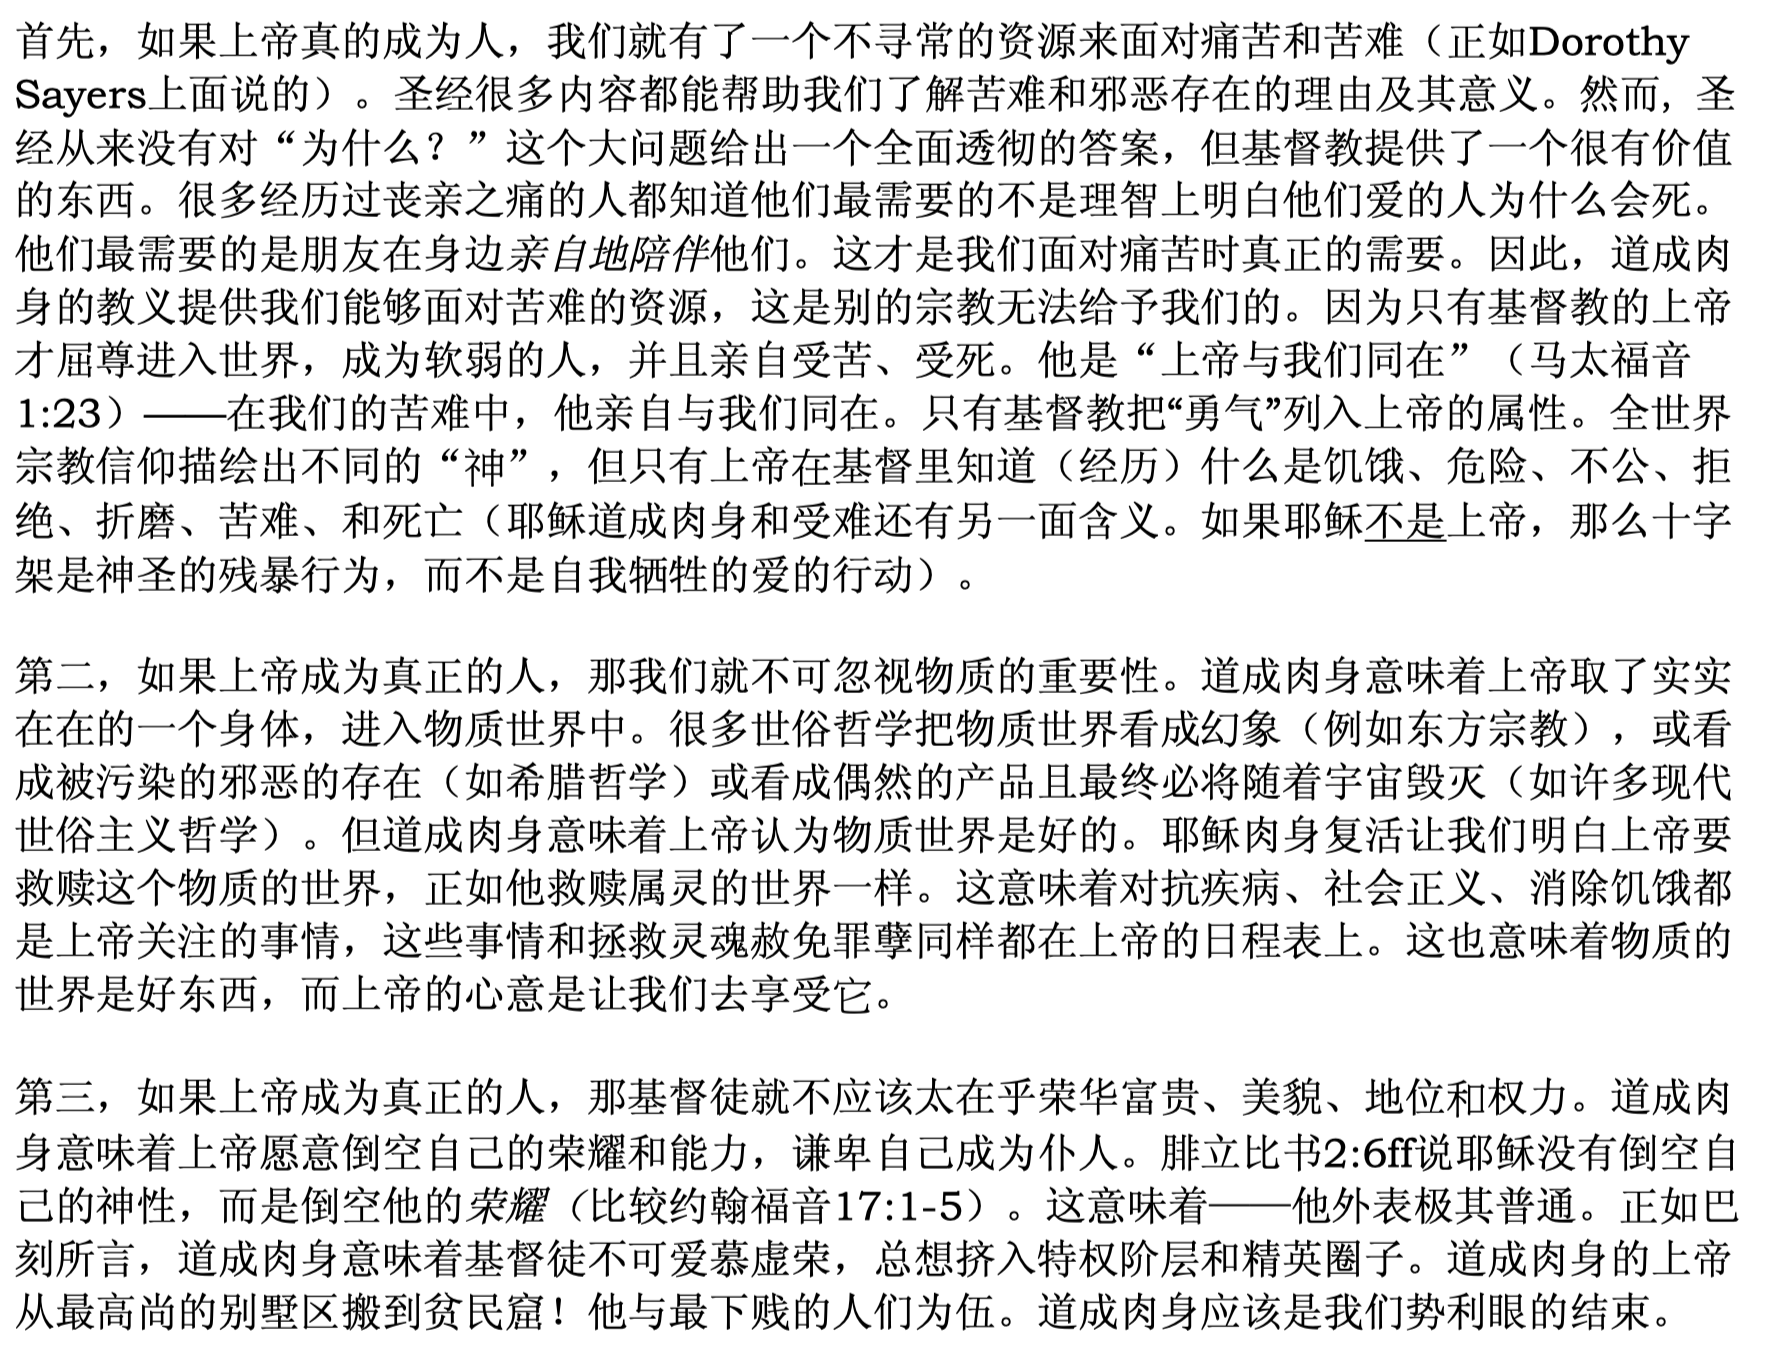 首先，如果上帝真的成为人，我们就有了一个不寻常的资源来面对痛苦和苦难（正如Dorothy
Sayers上面说的）。圣经很多内容都能帮助我们了解苦难和邪恶存在的理由及其意义。然而, 圣
经从来没有对“为什么？”这个大问题给出一个全面透彻的答案，但基督教提供了一个很有价值
的东西。很多经历过丧亲之痛的人都知道他们最需要的不是理智上明白他们爱的人为什么会死。
他们最需要的是朋友在身边亲自地陪伴他们。这才是我们面对痛苦时真正的需要。因此，道成肉
身的教义提供我们能够面对苦难的资源，这是别的宗教无法给予我们的。因为只有基督教的上帝
才屈尊进入世界，成为软弱的人，并且亲自受苦、受死。他是“上帝与我们同在”（马太福音
1:23）——在我们的苦难中，他亲自与我们同在。只有基督教把“勇气”列入上帝的属性。全世界
宗教信仰描绘出不同的“神”，但只有上帝在基督里知道（经历）什么是饥饿、危险、不公、拒
绝、折磨、苦难、和死亡（耶稣道成肉身和受难还有另一面含义。如果耶稣不是上帝，那么十字
架是神圣的残暴行为，而不是自我牺牲的爱的行动）。
第二，如果上帝成为真正的人，那我们就不可忽视物质的重要性。道成肉身意味着上帝取了实实
在在的一个身体，进入物质世界中。很多世俗哲学把物质世界看成幻象（例如东方宗教），或看
成被污染的邪恶的存在（如希腊哲学）或看成偶然的产品且最终必将随着宇宙毁灭（如许多现代
世俗主义哲学）。但道成肉身意味着上帝认为物质世界是好的。耶稣肉身复活让我们明白上帝要
救赎这个物质的世界，正如他救赎属灵的世界一样。这意味着对抗疾病、社会正义、消除饥饿都
是上帝关注的事情，这些事情和拯救灵魂赦免罪孽同样都在上帝的日程表上。这也意味着物质的
世界是好东西，而上帝的心意是让我们去享受它。
第三，如果上帝成为真正的人，那基督徒就不应该太在乎荣华富贵、美貌、地位和权力。道成肉
身意味着上帝愿意倒空自己的荣耀和能力，谦卑自己成为仆人。腓立比书2:6ff说耶稣没有倒空自
己的神性，而是倒空他的荣耀（比较约翰福音17:1-5）。这意味着——他外表极其普通。正如巴
刻所言，道成肉身意味着基督徒不可爱慕虚荣，总想挤入特权阶层和精英圈子。道成肉身的上帝
从最高尚的别墅区搬到贫民窟！他与最下贱的人们为伍。道成肉身应该是我们势利眼的结束。